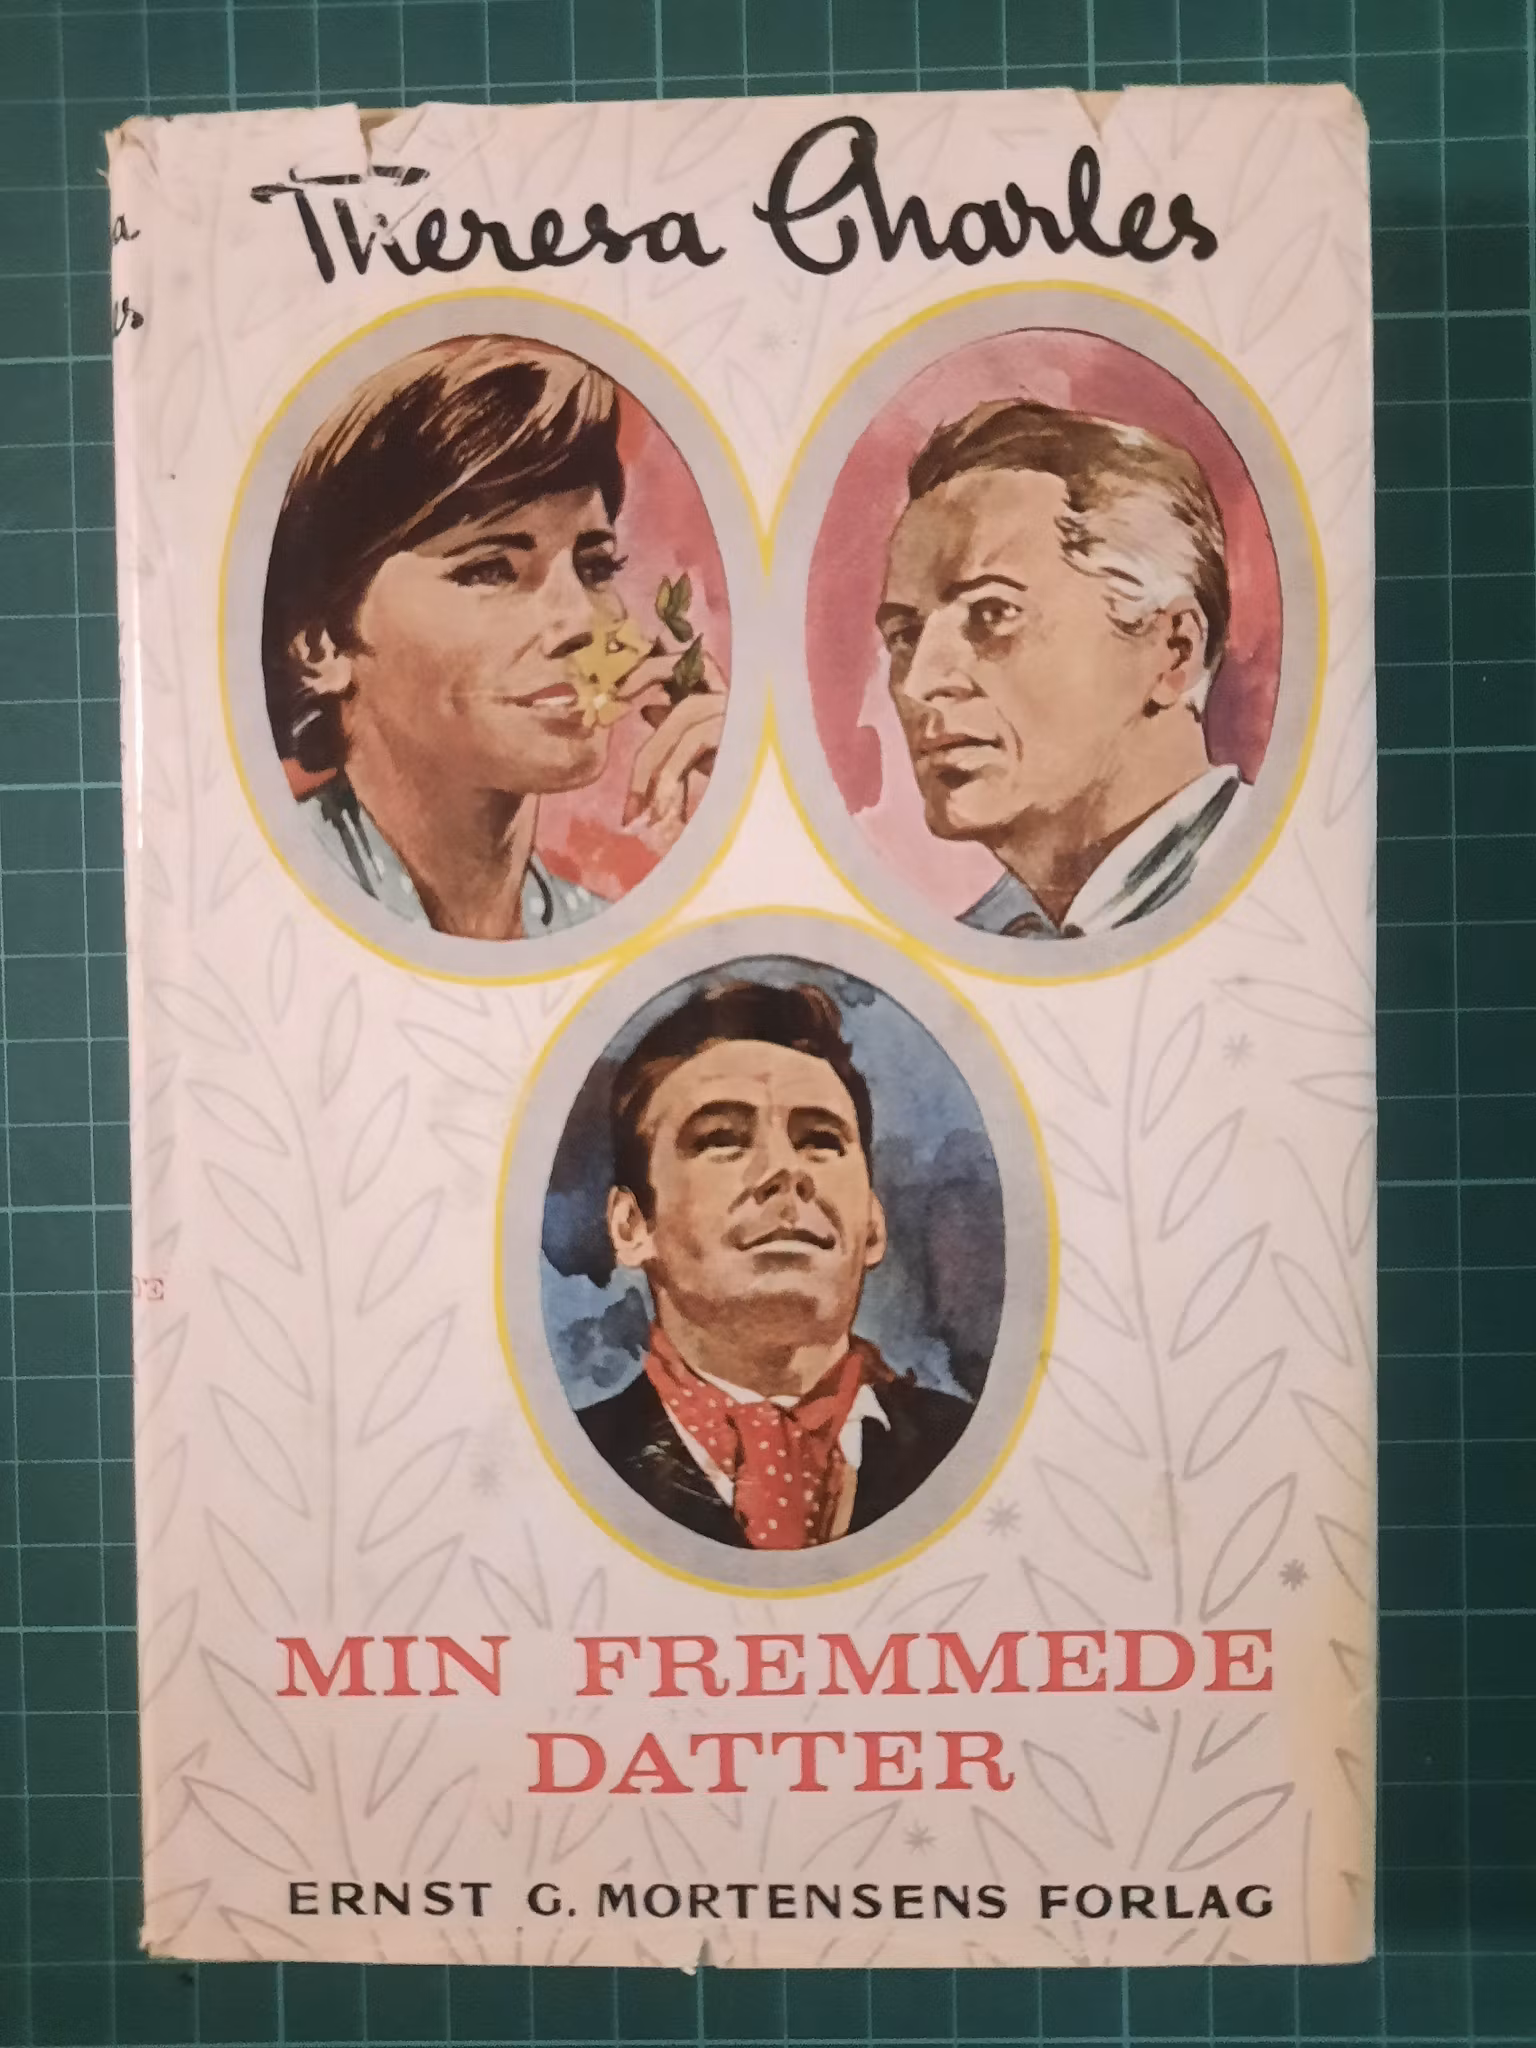 Theresa Charles
MIN FREMMEDE
DATTER
ERNST G. MORTENSENS FORLAG